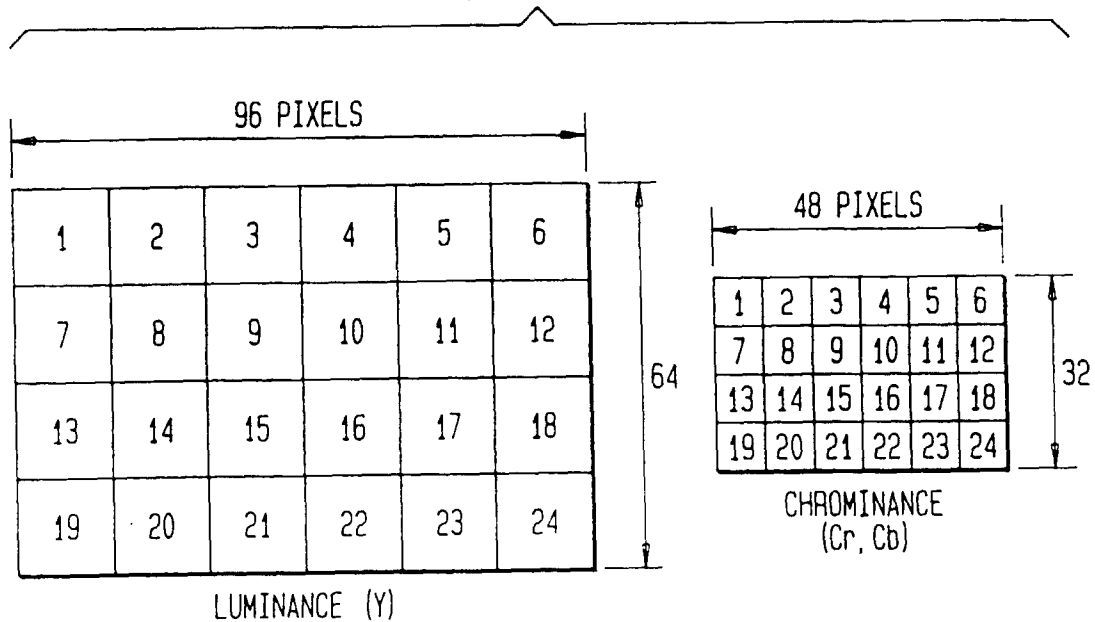 96 PIXELS
1 2 3 4 5 6
7 8 9 10 11 12
13 14 15 16 17 18
19 20 21 22 23 24
64
LUMINANCE (Y)
48 PIXELS
1 2 3 4 5 6
7 8 9 10 11 12
13 14 15 16 17 18
19 20 21 22 23 24
32
CHROMINANCE
(Cr, Cb)